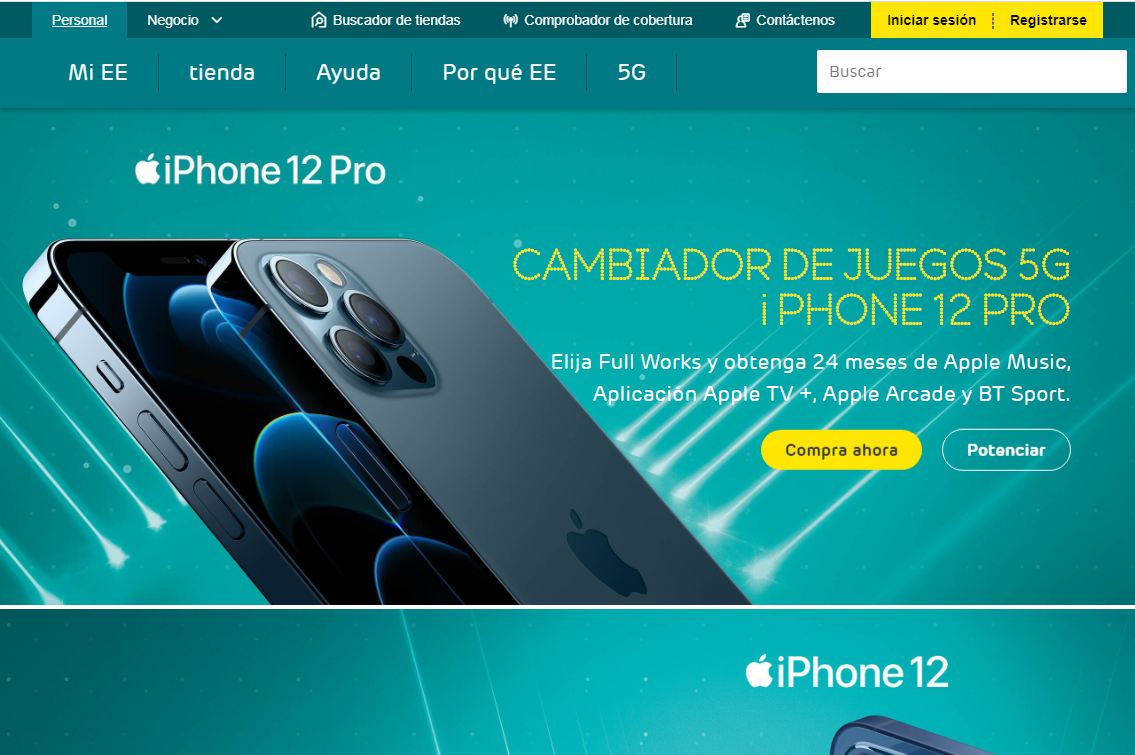 Personal
Negocio
Buscador de tiendas
Comprobador de cobertura
Contáctenos
Iniciar sesión
Registrarse
Mi EE
tienda
Ayuda
Por qué EE
5G
Buscar
iPhone 12 Pro
CAMBIADOR DE JUEGOS 5G
i PHONE 12 PRO
Elija Full Works y obtenga 24 meses de Apple Music,
Aplicación Apple TV +, Apple Arcade y BT Sport.
Compra ahora
Potenciar
iPhone 12